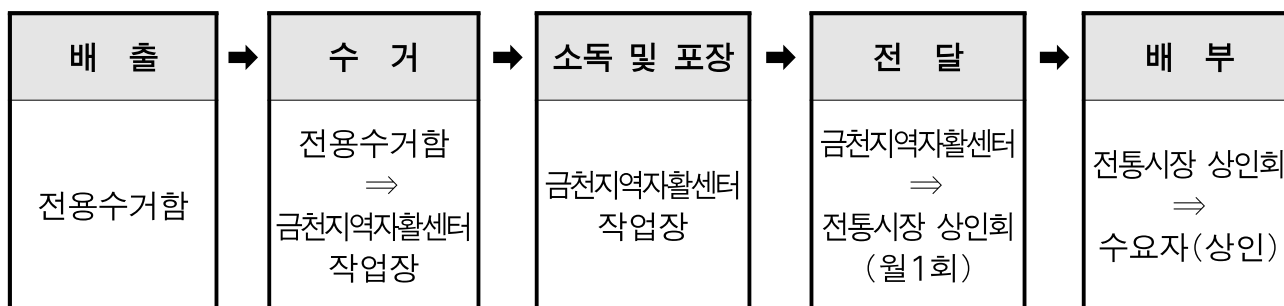 배 출 ➡ 수 거 ➡ 소독 및 포장 ➡ 전 달 ➡ 배 부
전용수거함
전용수거함
⇒
금천지역자활센터
작업장
금천지역자활센터
작업장
금천지역자활센터
⇒
전통시장 상인회
(월1회)
전통시장 상인회
⇒
수요자(상인)